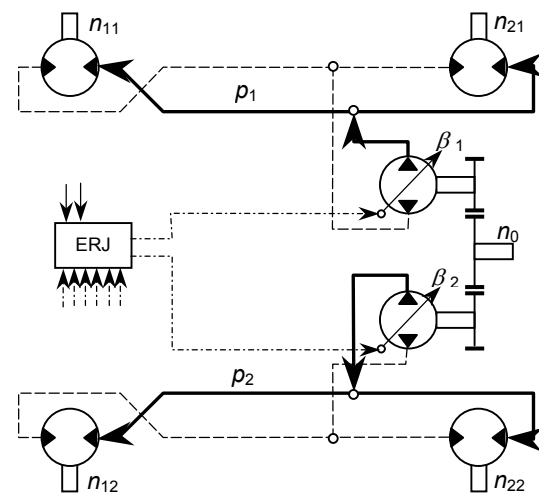 n₁₁
n₂₁
p₁
β₁
ERJ
n₀
β₂
p₂
n₁₂
n₂₂